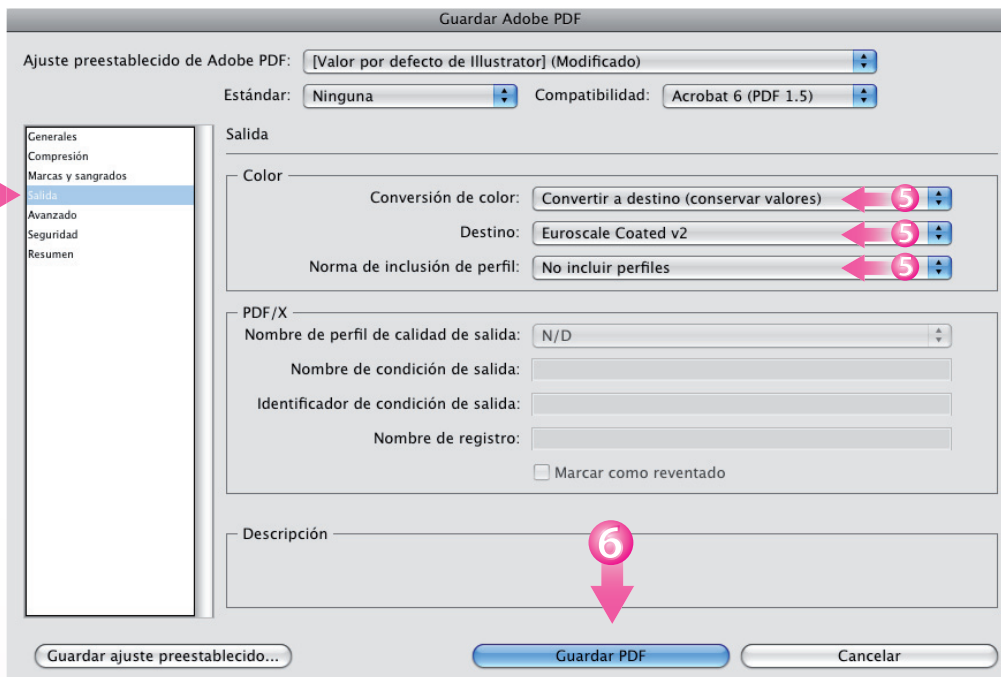 Guardar Adobe PDF
Ajuste preestablecido de Adobe PDF: [Valor por defecto de Illustrator] (Modificado)
Estándar: Ninguna Compatibilidad: Acrobat 6 (PDF 1.5)
Generales
Compresión
Marcas y sangrados
Salida
Avanzado
Seguridad
Resumen
Salida
Color
Conversión de color: Convertir a destino (conservar valores) 5
Destino: Euroscale Coated v2 5
Norma de inclusión de perfil: No incluir perfiles 5
PDF/X
Nombre de perfil de calidad de salida: N/D
Nombre de condición de salida:
Identificador de condición de salida:
Nombre de registro:
Marcar como reventado
Descripción
6
Guardar ajuste preestablecido... Guardar PDF Cancelar